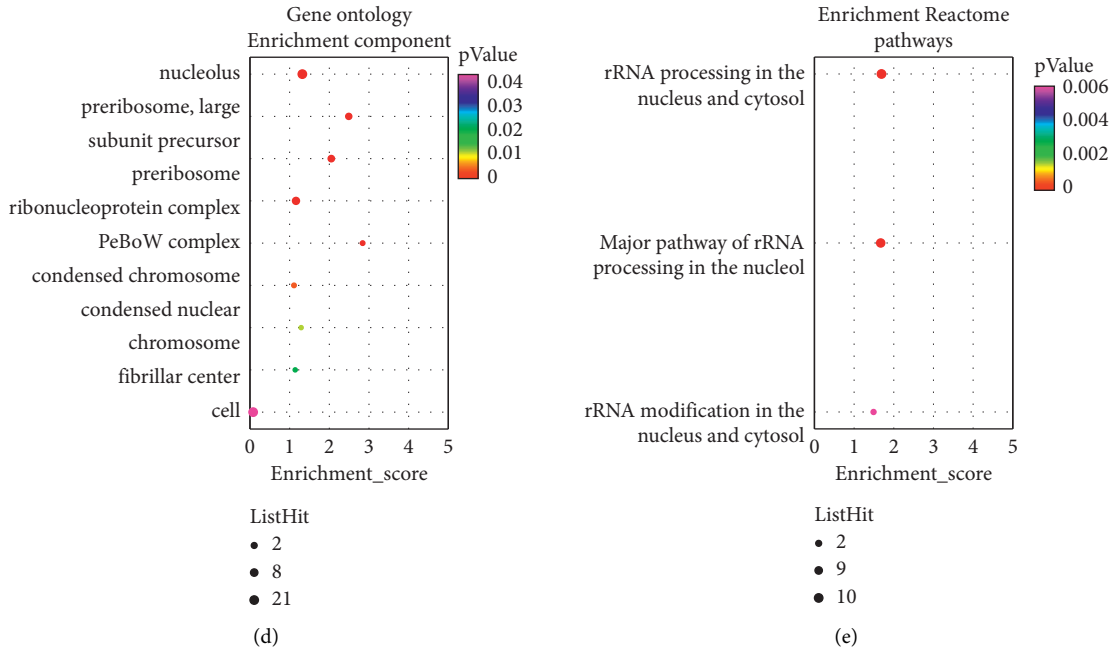 Gene ontology
Enrichment component
pValue
0.04
0.03
0.02
0.01
0
nucleolus
preribosome, large
subunit precursor
preribosome
ribonucleoprotein complex
PeBoW complex
condensed chromosome
condensed nuclear
chromosome
fibrillar center
cell
0 1 2 3 4 5
Enrichment_score
ListHit
2
8
21
(d)
Enrichment Reactome
pathways
pValue
0.006
0.004
0.002
0
rRNA processing in the
nucleus and cytosol
Major pathway of rRNA
processing in the nucleol
rRNA modification in the
nucleus and cytosol
0 1 2 3 4 5
Enrichment_score
ListHit
2
9
10
(e)